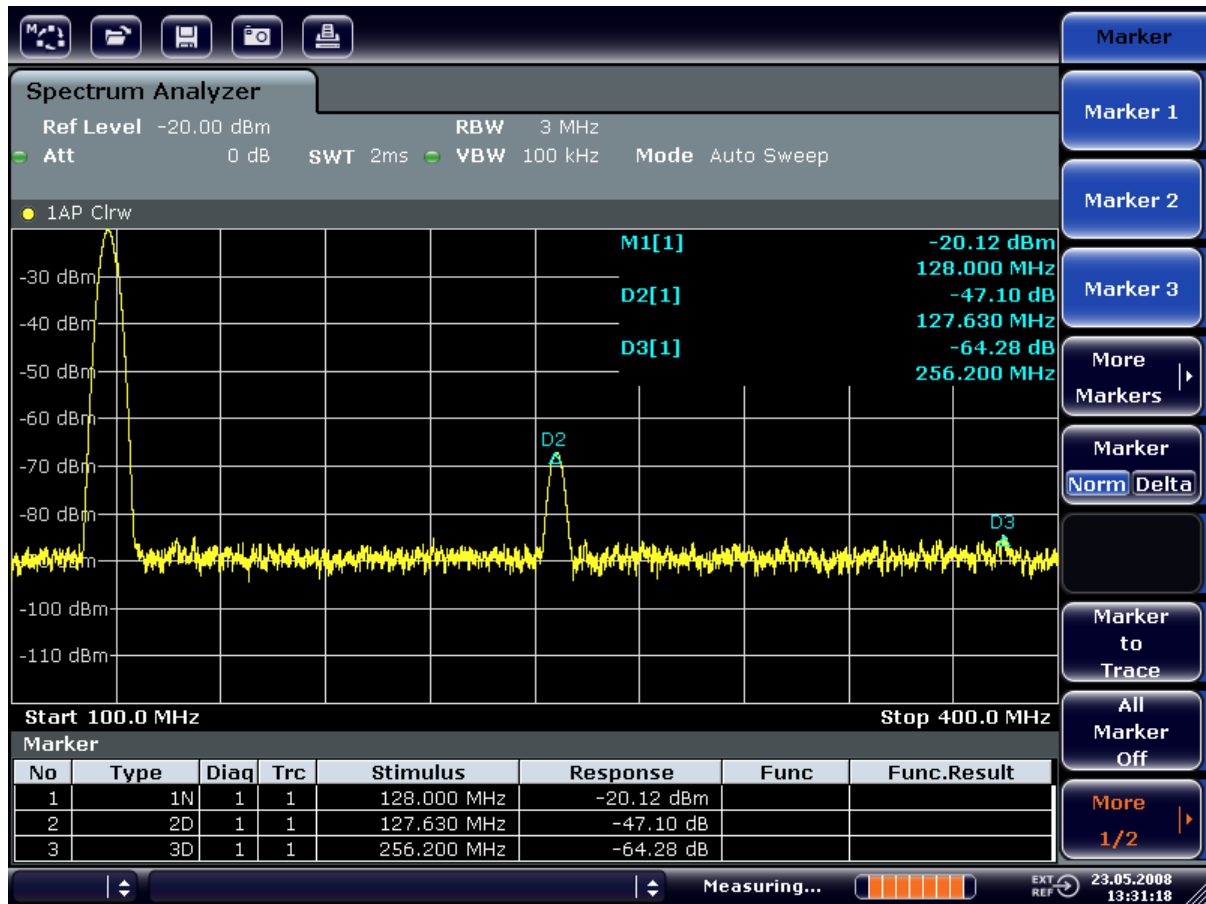 Marker
Spectrum Analyzer
Marker 1
Ref Level -20.00 dBm RBW 3 MHz
Att 0 dB SWT 2ms VBW 100 kHz Mode Auto Sweep
Marker 2
1AP Clrw
M1[1] -20.12 dBm
128.000 MHz
D2[1] -47.10 dB
127.630 MHz
D3[1] -64.28 dB
256.200 MHz
Marker 3
-30 dBm
-40 dBm
-50 dBm
-60 dBm
-70 dBm
-80 dBm
-100 dBm
-110 dBm
D2
D3
More
Markers
Marker
Norm Delta
Marker
to
Trace
All
Marker
Off
More
1/2
Start 100.0 MHz Stop 400.0 MHz
Marker
No Type Diaq Trc Stimulus Response Func Func.Result
1 1N 1 1 128.000 MHz -20.12 dBm
2 2D 1 1 127.630 MHz -47.10 dB
3 3D 1 1 256.200 MHz -64.28 dB
Measuring...
EXT
REF
23.05.2008
13:31:18